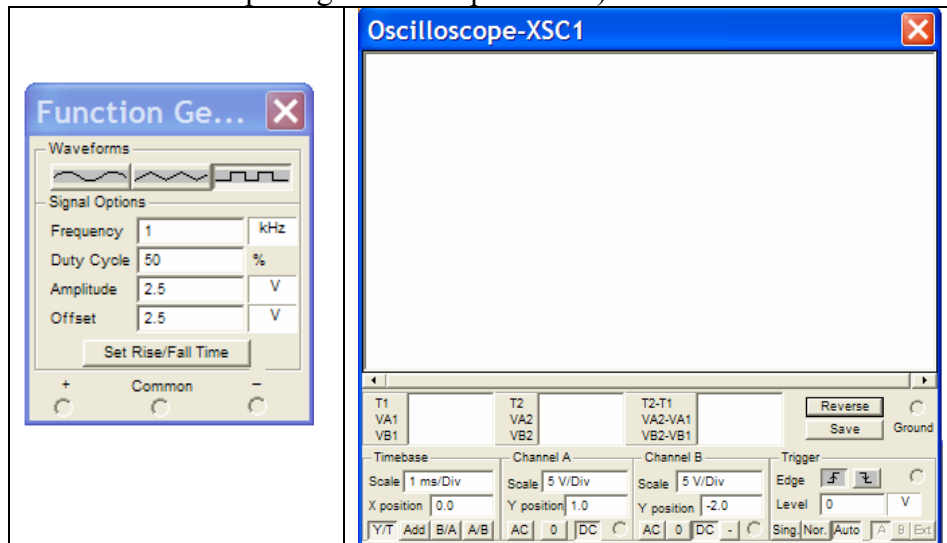 Function Ge...
Waveforms
Signal Options
Frequency 1 kHz
Duty Cycle 50 %
Amplitude 2.5 V
Offset 2.5 V
Set Rise/Fall Time
+ Common −
Oscilloscope-XSC1
T1 T2 T2-T1 Reverse
VA1 VA2 VA2-VA1
VB1 VB2 VB2-VB1 Save Ground
Timebase Channel A Channel B Trigger
Scale 1 ms/Div Scale 5 V/Div Scale 5 V/Div Edge
X position 0.0 Y position 1.0 Y position -2.0 Level 0 V
Y/T Add B/A A/B AC 0 DC AC 0 DC - Sing. Nor. Auto A B Ext